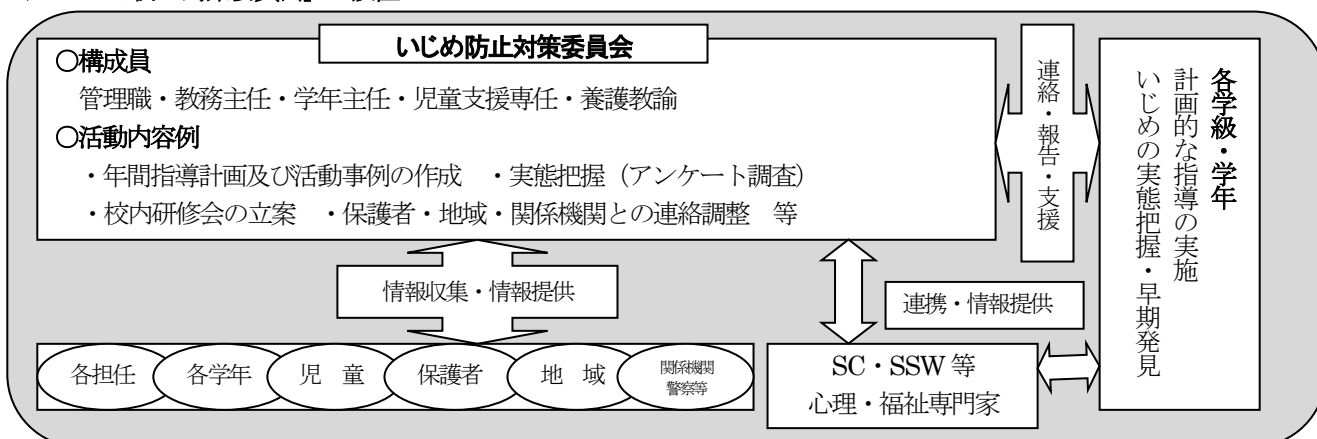 いじめ防止対策委員会
〇構成員
管理職・教務主任・学年主任・児童支援専任・養護教諭
〇活動内容例
・年間指導計画及び活動事例の作成　・実態把握（アンケート調査）
・校内研修会の立案　・保護者・地域・関係機関との連絡調整　等
連絡・報告・支援
各学級・学年
計画的な指導の実施
いじめの実態把握・早期発見
情報収集・情報提供
連携・情報提供
各担任
各学年
児　童
保護者
地　域
関係機関
警察等
SC・SSW 等
心理・福祉専門家